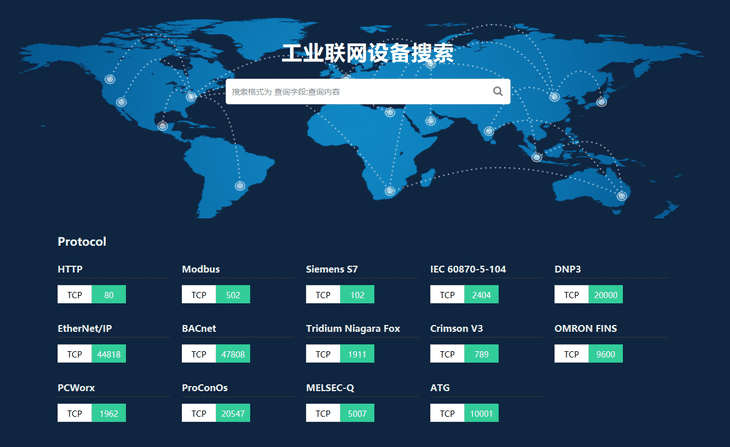 工业联网设备搜索
搜索格式为 查询字段:查询内容
Protocol
HTTP Modbus Siemens S7 IEC 60870-5-104 DNP3
TCP 80 TCP 502 TCP 102 TCP 2404 TCP 20000
EtherNet/IP BACnet Tridium Niagara Fox Crimson V3 OMRON FINS
TCP 44818 TCP 47808 TCP 1911 TCP 789 TCP 9600
PCWorx ProConOs MELSEC-Q ATG
TCP 1962 TCP 20547 TCP 5007 TCP 10001